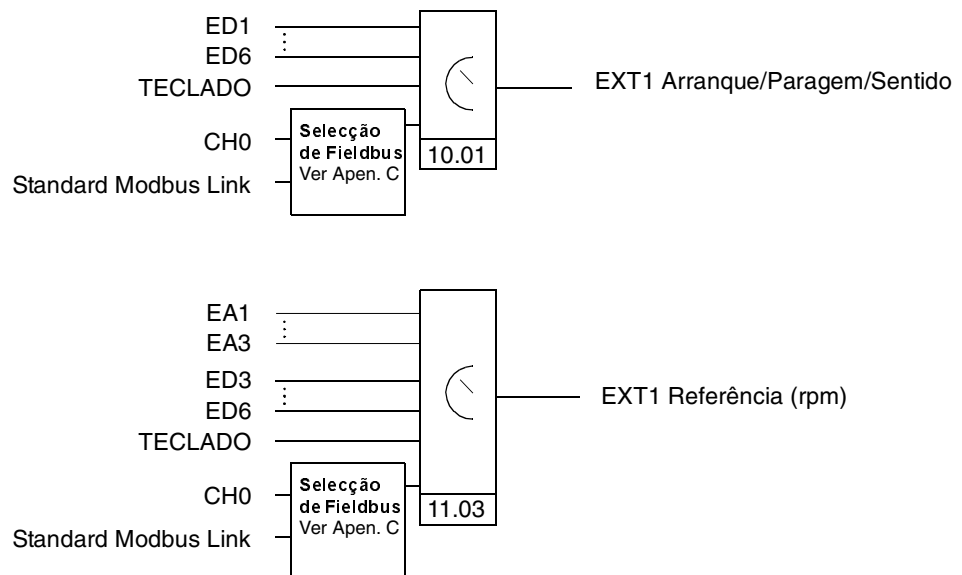 ED1
ED6
TECLADO
CH0
Standard Modbus Link
Selecção
de Fieldbus
Ver Apen. C
10.01
EXT1 Arranque/Paragem/Sentido
EA1
EA3
ED3
ED6
TECLADO
CH0
Standard Modbus Link
Selecção
de Fieldbus
Ver Apen. C
11.03
EXT1 Referência (rpm)